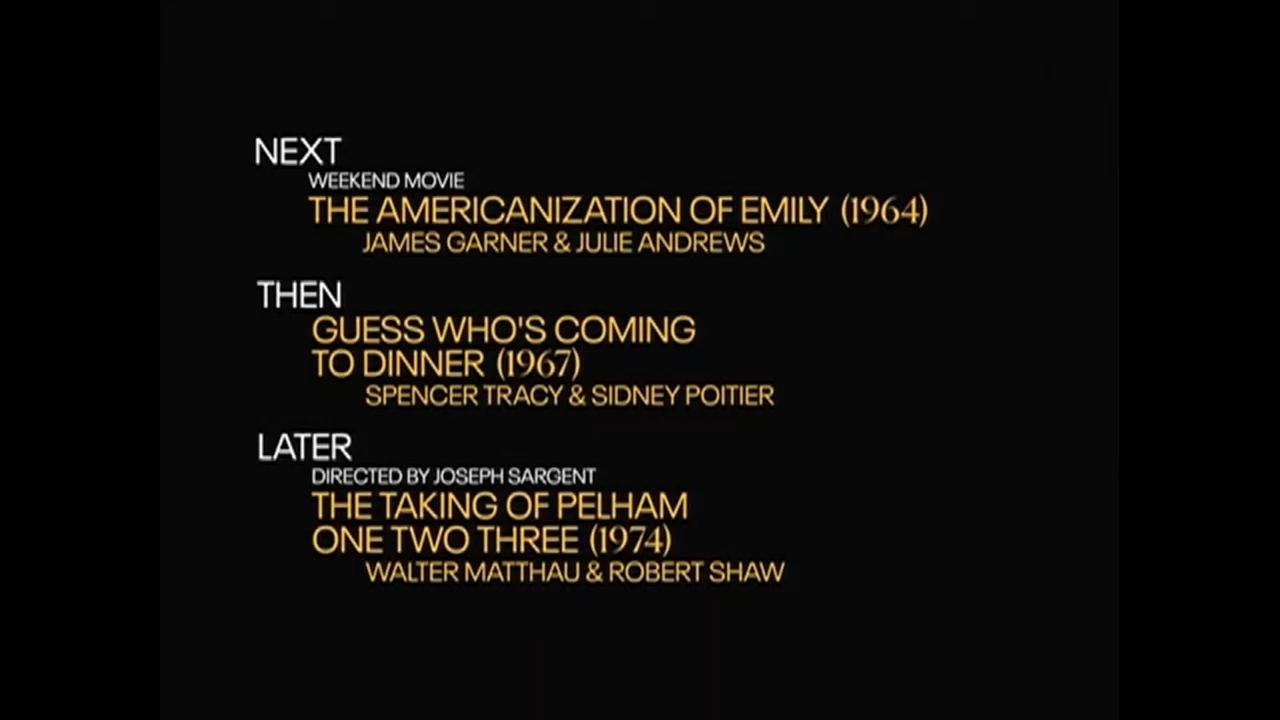 NEXT
WEEKEND MOVIE
THE AMERICANIZATION OF EMILY (1964)
JAMES GARNER & JULIE ANDREWS
THEN
GUESS WHO'S COMING
TO DINNER (1967)
SPENCER TRACY & SIDNEY POITIER
LATER
DIRECTED BY JOSEPH SARGENT
THE TAKING OF PELHAM
ONE TWO THREE (1974)
WALTER MATTHAU & ROBERT SHAW